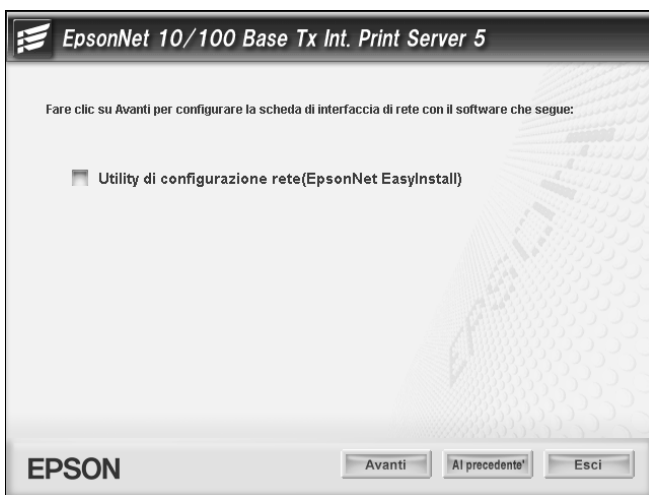 EpsonNet 10/100 Base Tx Int. Print Server 5
Fare clic su Avanti per configurare la scheda di interfaccia di rete con il software che segue:
Utility di configurazione rete(EpsonNet EasyInstall)
EPSON
EPSON
Avanti
Al precedente'
Esci